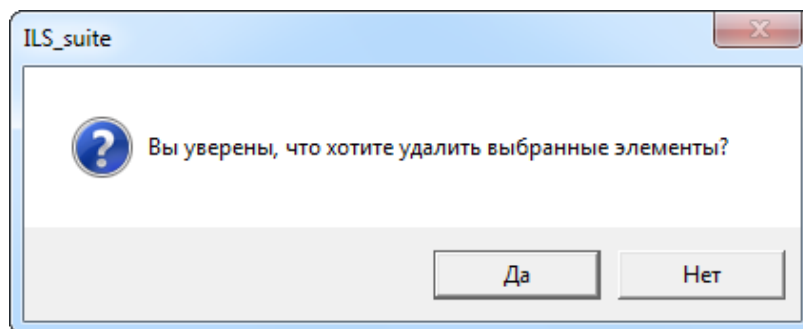 ILS_suite
Вы уверены, что хотите удалить выбранные элементы?
Да
Нет